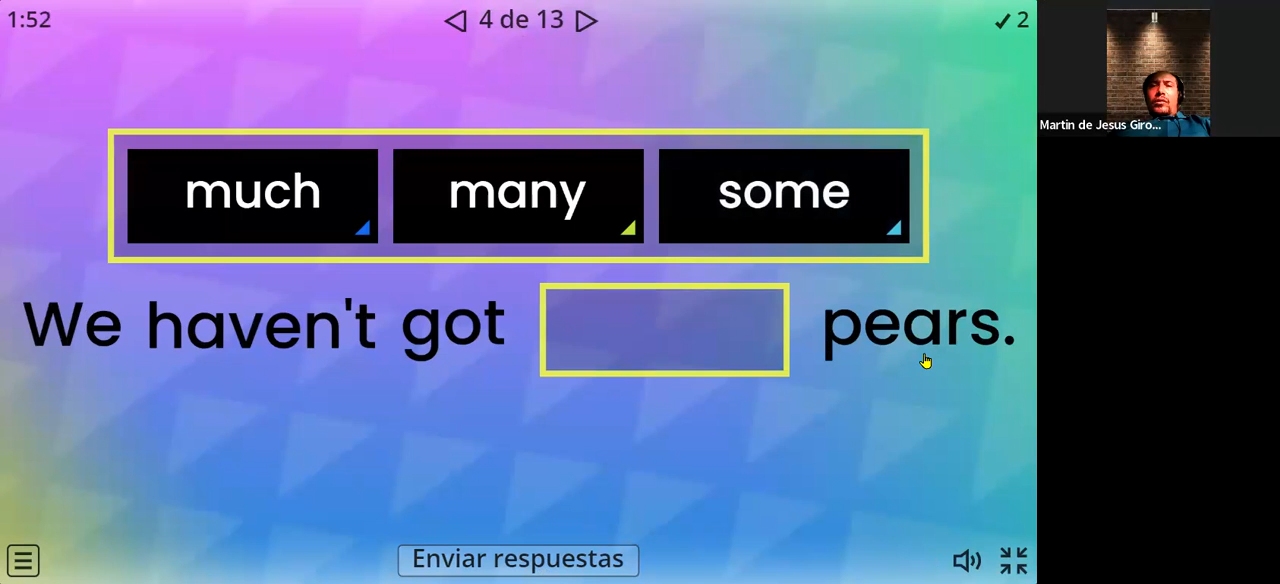 1:52
4 de 13
✓ 2
much
many
some
We haven't got
pears.
Martin de Jesus Giro...
Enviar respuestas